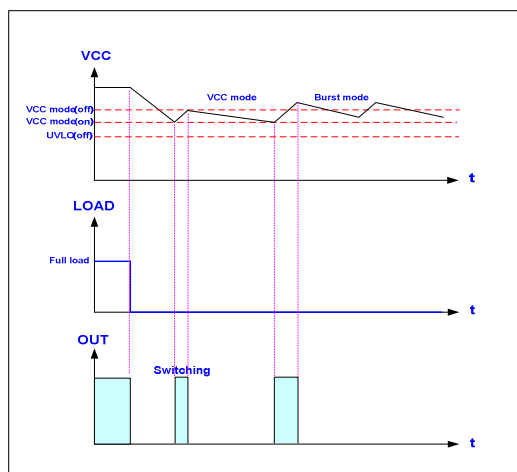 VCC
VCC mode
Burst mode
VCC mode(off)
VCC mode(on)
UVLO(off)
t
LOAD
Full load
t
OUT
Switching
t